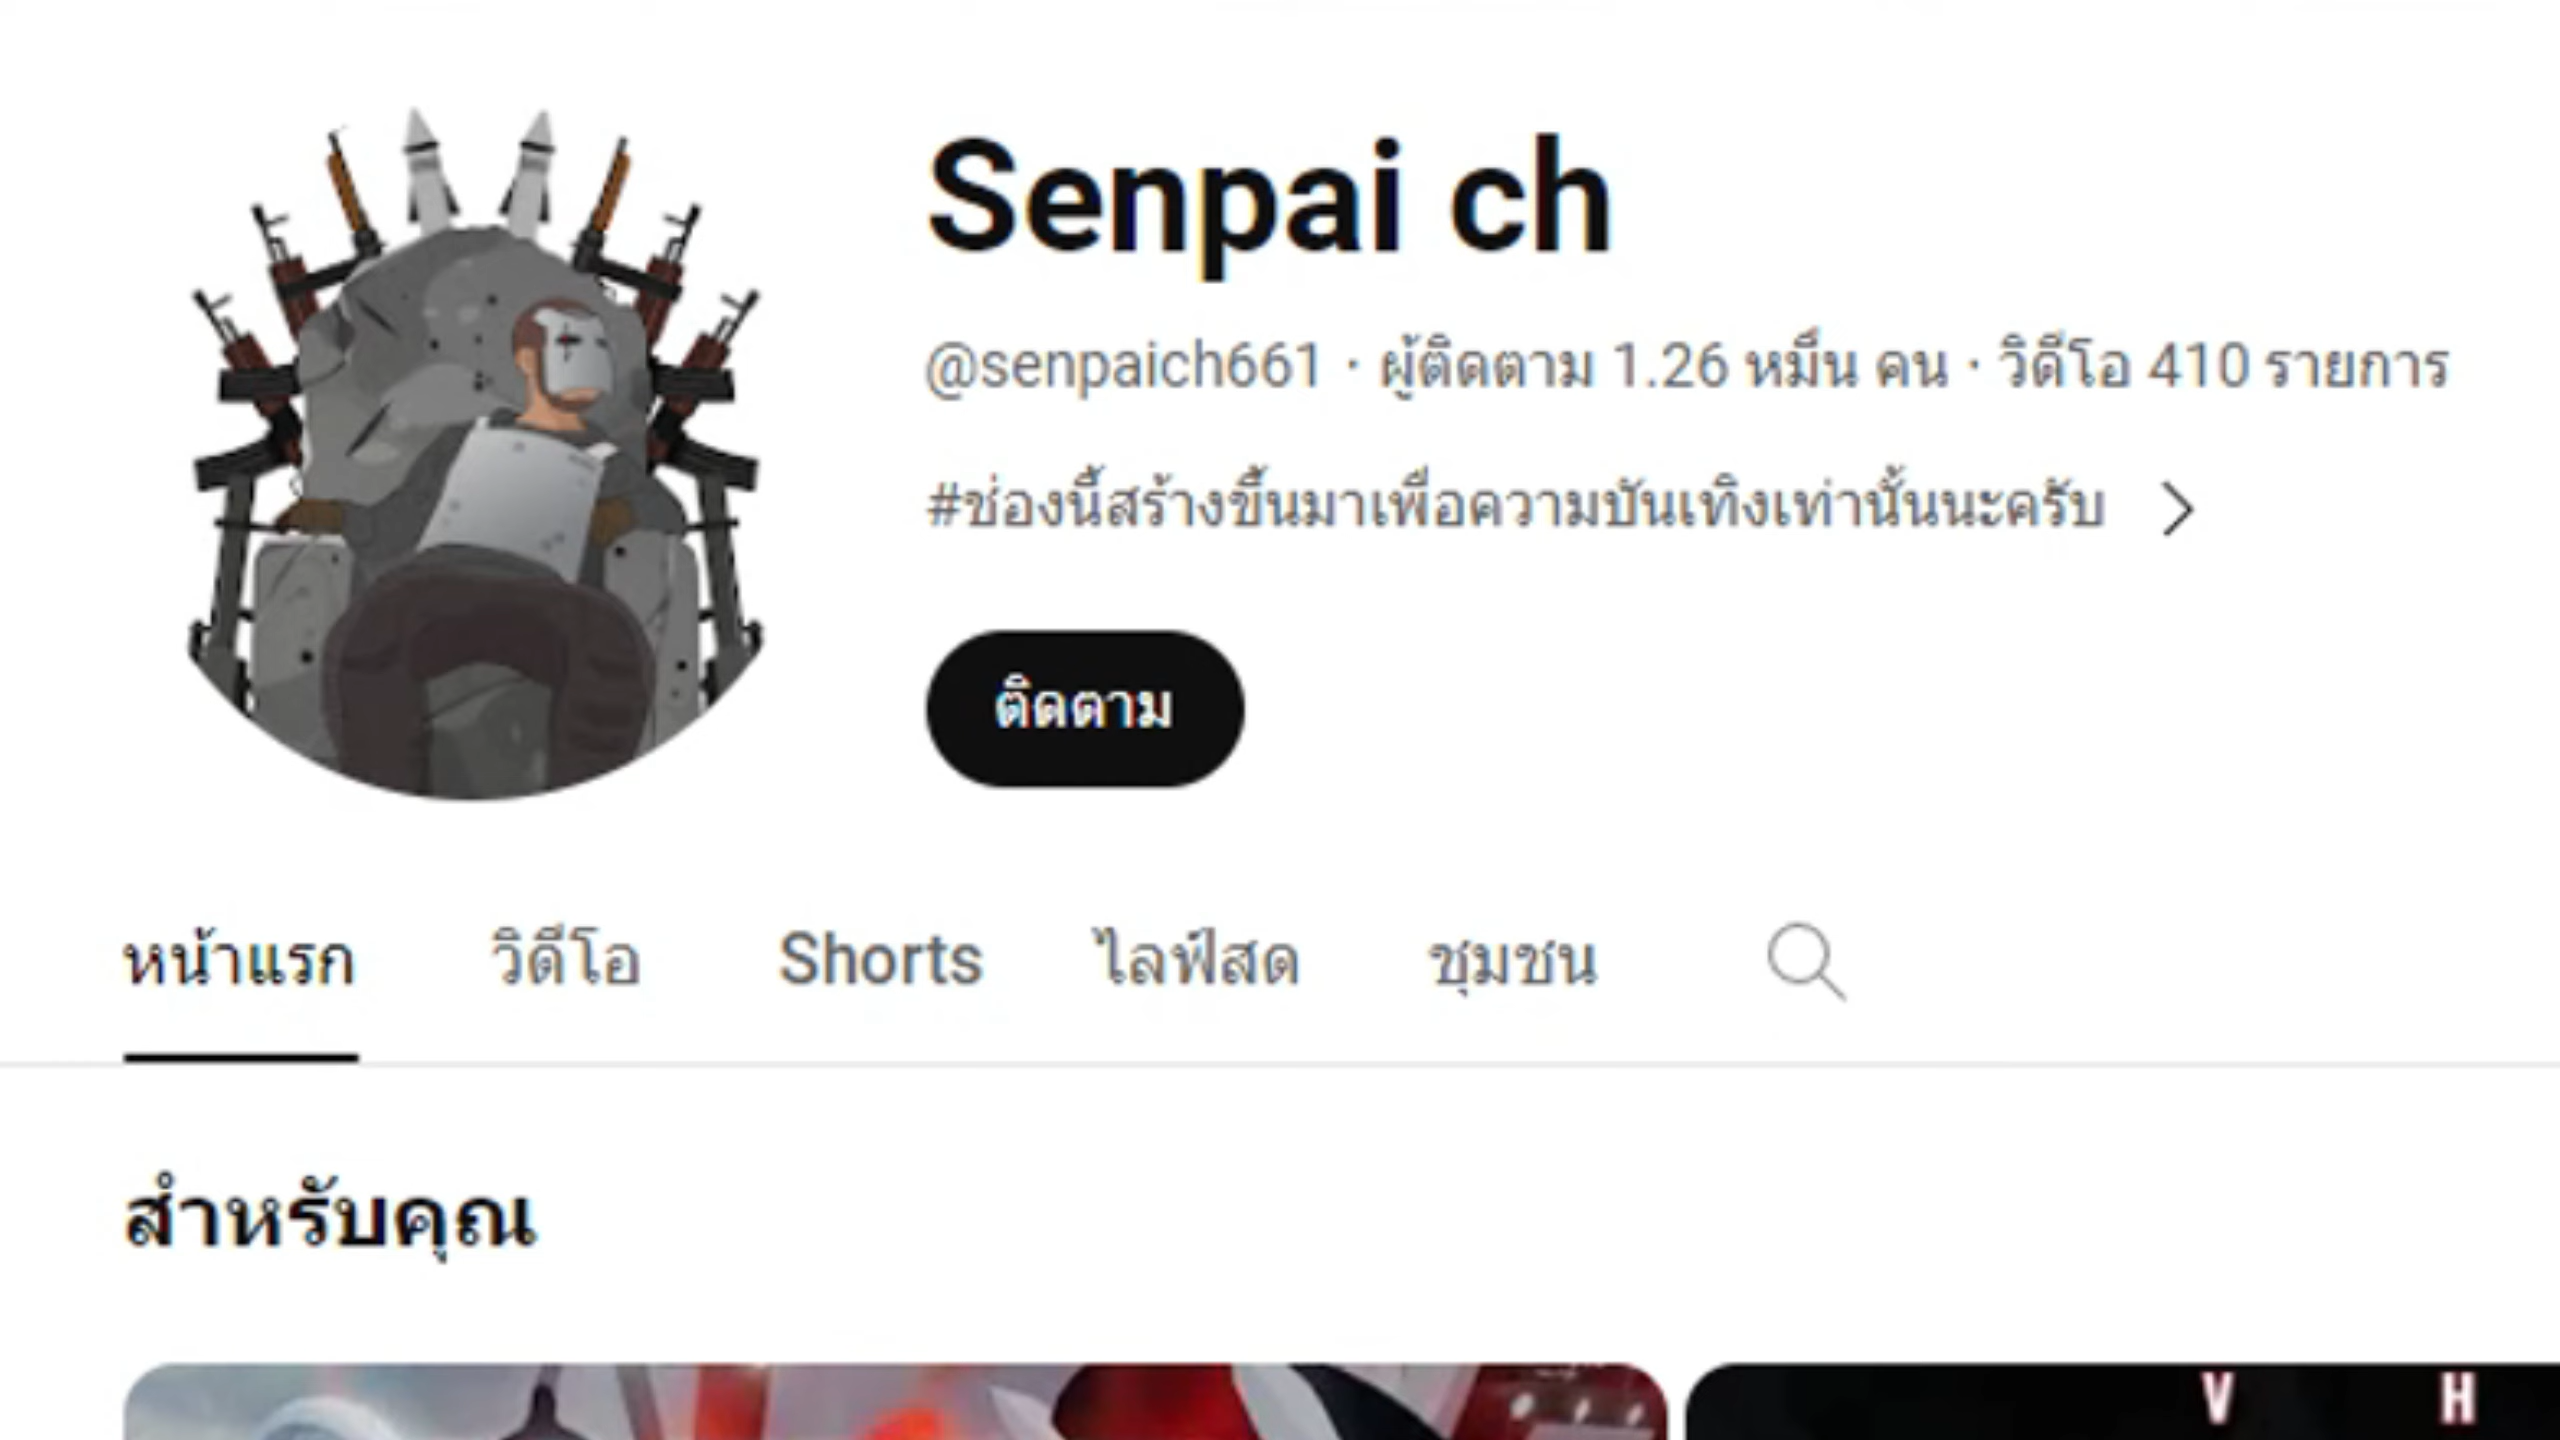 Senpai ch
@senpaich661 · ผู้ติดตาม 1.26 หมื่น คน · วิดีโอ 410 รายการ
#ช่องนี้สร้างขึ้นมาเพื่อความบันเทิงเท่านั้นนะครับ
ติดตาม
หน้าแรก วิดีโอ Shorts ไลฟ์สด ชุมชน
สำหรับคุณ
V H